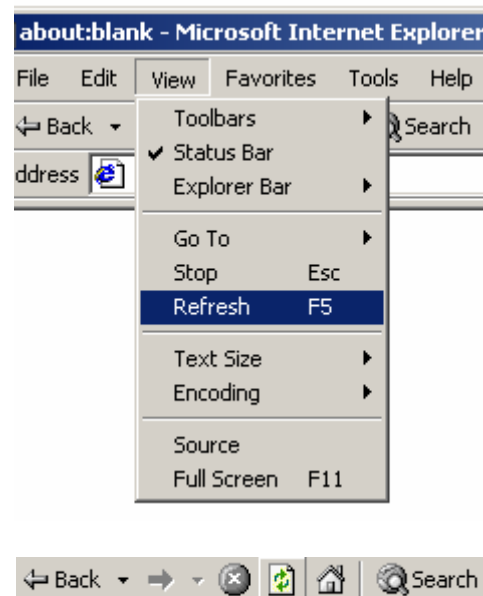 about:blank - Microsoft Internet Explorer
File Edit View Favorites Tools Help
Back Search
ddress
Toolbars
Status Bar
Explorer Bar
Go To
Stop Esc
Refresh F5
Text Size
Encoding
Source
Full Screen F11
Back Search